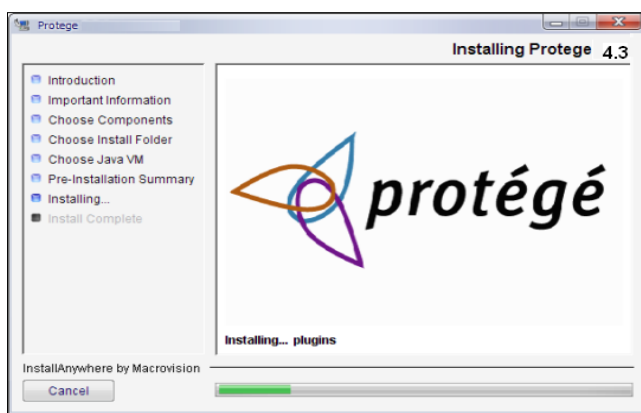 Protege
Installing Protege 4.3
Introduction
Important Information
Choose Components
Choose Install Folder
Choose Java VM
Pre-Installation Summary
Installing...
Install Complete
protégé
Installing... plugins
InstallAnywhere by Macrovision
Cancel